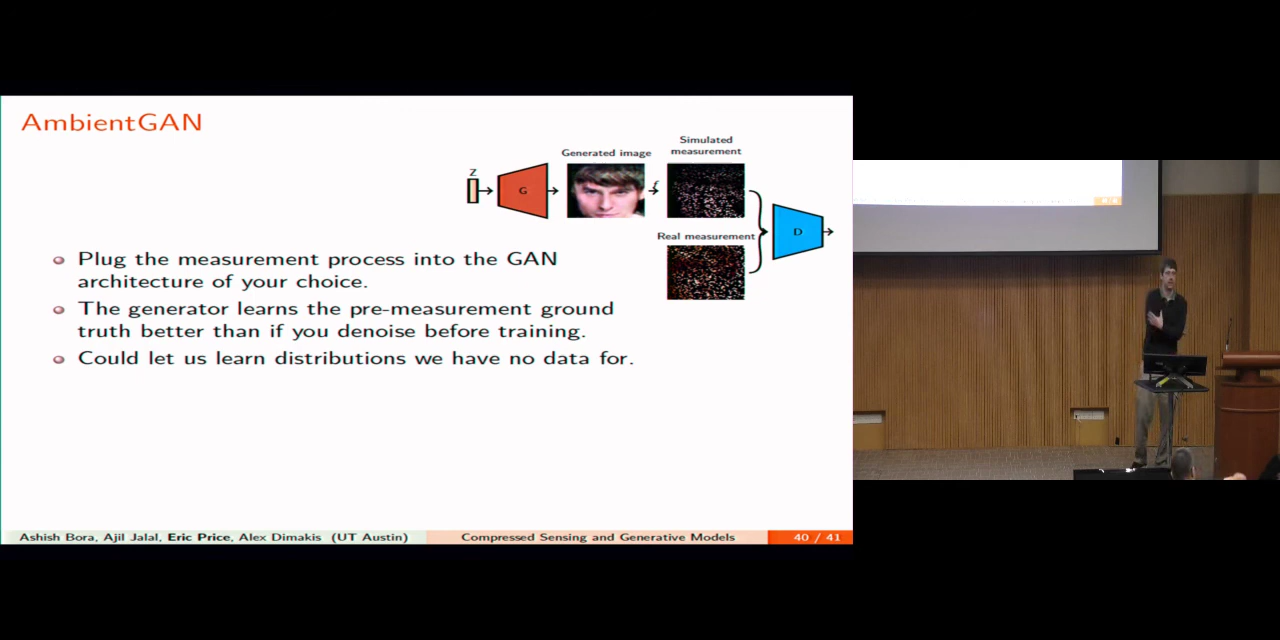 AmbientGAN
Simulated
measurement
Generated image
Z
G
f
Real measurement
D
Plug the measurement process into the GAN
architecture of your choice.
The generator learns the pre-measurement ground
truth better than if you denoise before training.
Could let us learn distributions we have no data for.
Ashish Bora, Ajil Jalal, Eric Price, Alex Dimakis (UT Austin)
Compressed Sensing and Generative Models
40 / 41